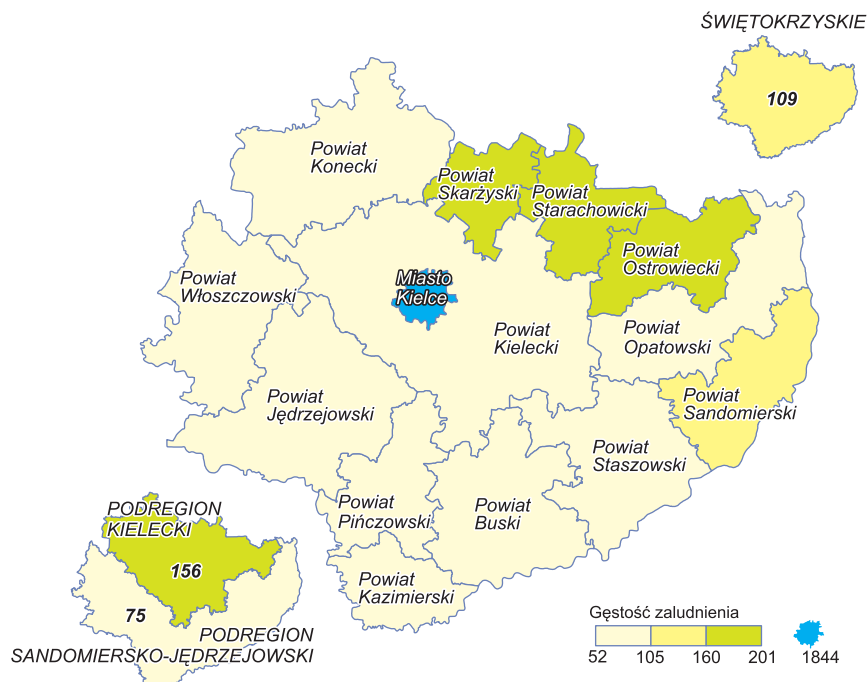 ŚWIĘTOKRZYSKIE
109
Powiat
Konecki
Powiat
Skarżyski
Powiat
Starachowicki
Powiat
Ostrowiecki
Powiat
Włoszczowski
Miasto
Kielce
Powiat
Kielecki
Powiat
Opatowski
Powiat
Jędrzejowski
Powiat
Sandomierski
Powiat
Staszowski
Powiat
Pińczowski
Powiat
Buski
Powiat
Kazimierski
PODREGION
KIELECKI
156
75
PODREGION
SANDOMIERSKO-JĘDRZEJOWSKI
Gęstość zaludnienia
52 105 160 201 1844